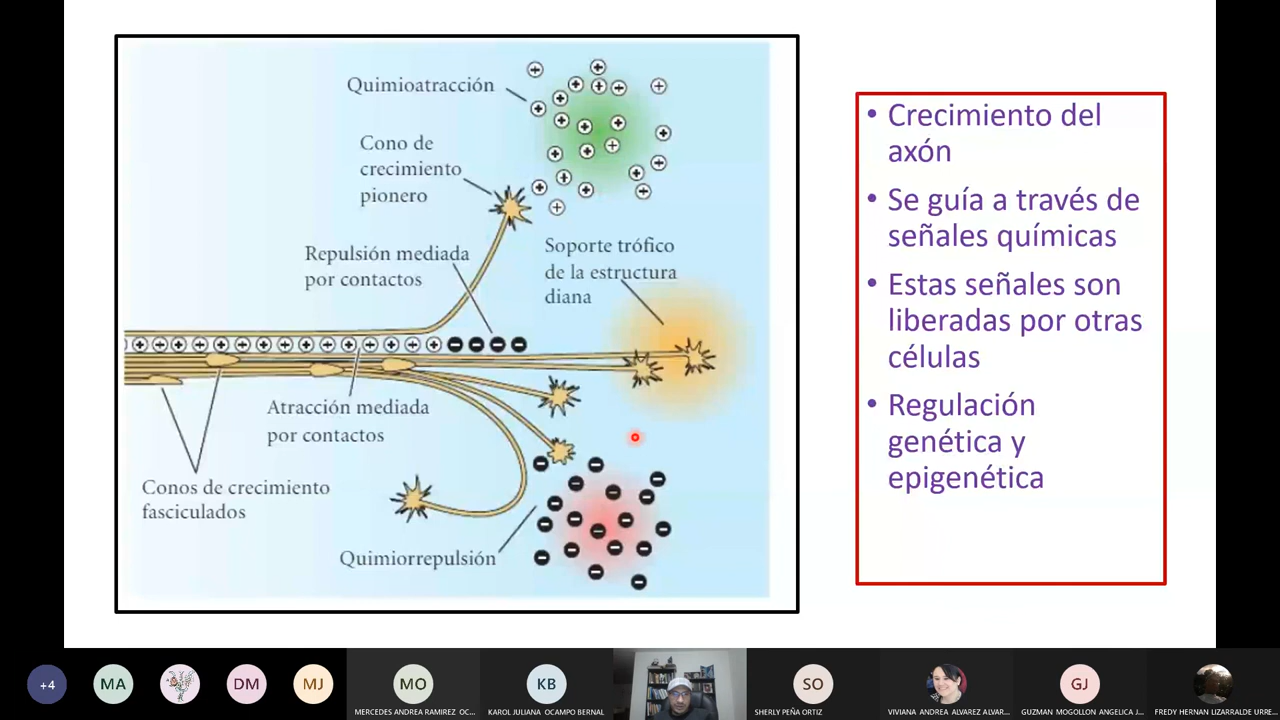 Quimioatracción
Cono de
crecimiento
pionero
Repulsión mediada
por contactos
Soporte trófico
de la estructura
diana
Atracción mediada
por contactos
Conos de crecimiento
fasciculados
Quimiorrepulsión
• Crecimiento del
axón
• Se guía a través de
señales químicas
• Estas señales son
liberadas por otras
células
• Regulación
genética y
epigenética
+4
MA
DM
MJ
MO
KB
SO
GJ
MERCEDES ANDREA RAMIREZ OC...
KAROL JULIANA OCAMPO BERNAL
SHERLY PEÑA ORTIZ
VIVIANA ANDREA ALVAREZ ALVAR...
GUZMAN MOGOLLON ANGELICA J...
FREDY HERNAN LIZARRALDE URRE...